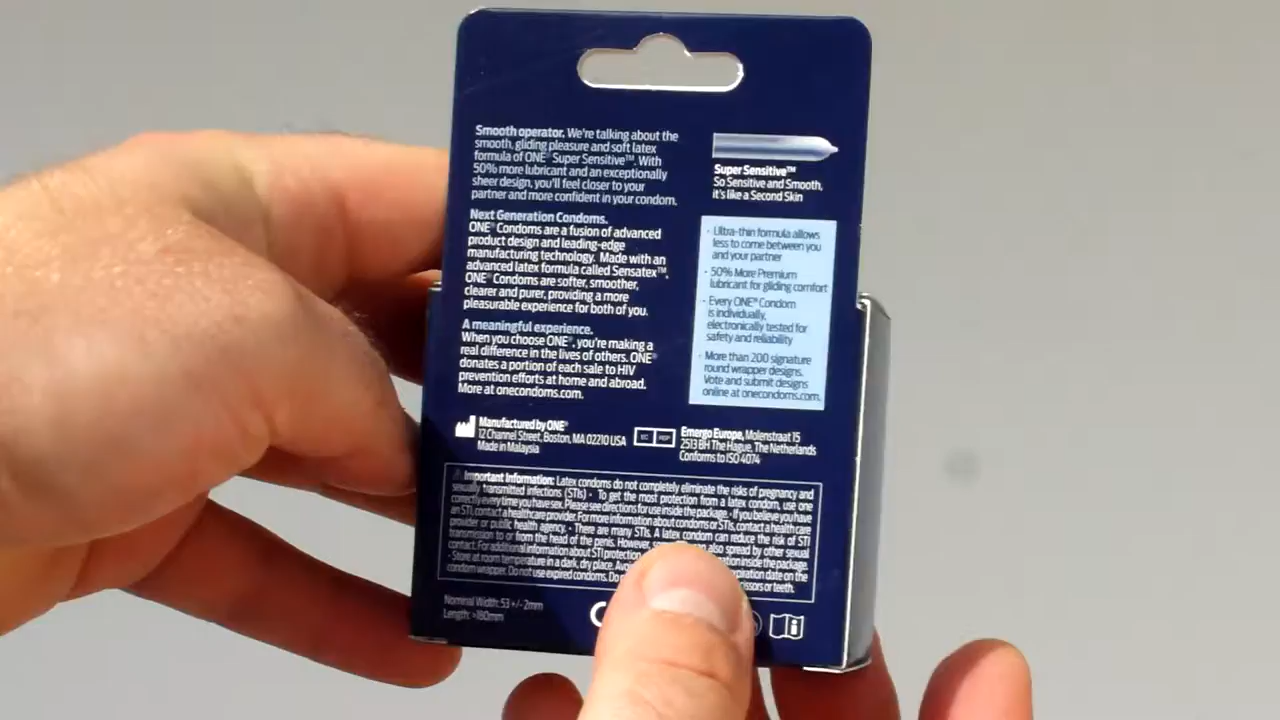 Smooth operator. We're talking about the
smooth, gliding pleasure and soft latex
formula of ONE® Super Sensitive™. With
50% more lubricant and an exceptionally
sheer design, you'll feel closer to your
partner and more confident in your condom.
Next Generation Condoms.
ONE® Condoms are a fusion of advanced
product design and leading-edge
manufacturing technology. Made with an
advanced latex formula called Sensatex™,
ONE® Condoms are softer, smoother,
clearer and purer, providing a more
pleasurable experience for both of you.
A meaningful experience.
When you choose ONE®, you're making a
real difference in the lives of others. ONE®
donates a portion of each sale to HIV
prevention efforts at home and abroad.
More at onecondoms.com.
Super Sensitive™
So Sensitive and Smooth,
it's like a Second Skin
· Ultra-thin formula allows
less to come between you
and your partner
· 50% More Premium
lubricant for gliding comfort
· Every ONE® Condom
is individually,
electronically tested for
safety and reliability
· More than 200 signature
round wrapper designs.
Vote and submit designs
online at onecondoms.com.
Manufactured by ONE®
12 Channel Street, Boston, MA 02210 USA
Made in Malaysia
EC REP
Emergo Europe, Molenstraat 15
2513 BH The Hague, The Netherlands
Conforms to ISO 4074
Important Information: Latex condoms do not completely eliminate the risks of pregnancy and
sexually transmitted infections (STIs) · To get the most protection from a latex condom, use one
correctly every time you have sex. Please see directions for use inside the package. · If you believe you have
an STI, contact a healthcare provider. For more information about condoms or STIs, contact a health care
provider or public health agency. · There are many STIs. A latex condom can reduce the risk of STI
transmission to or from the head of the penis. However, can also spread by other sexual
contact. For additional information about STI protection inside the package.
· Store at room temperature in a dark, dry place. expiration date on the
condom wrapper. Do not use expired condoms. scissors or teeth.
Nominal Width: 53 +/- 2mm
Length: >180mm